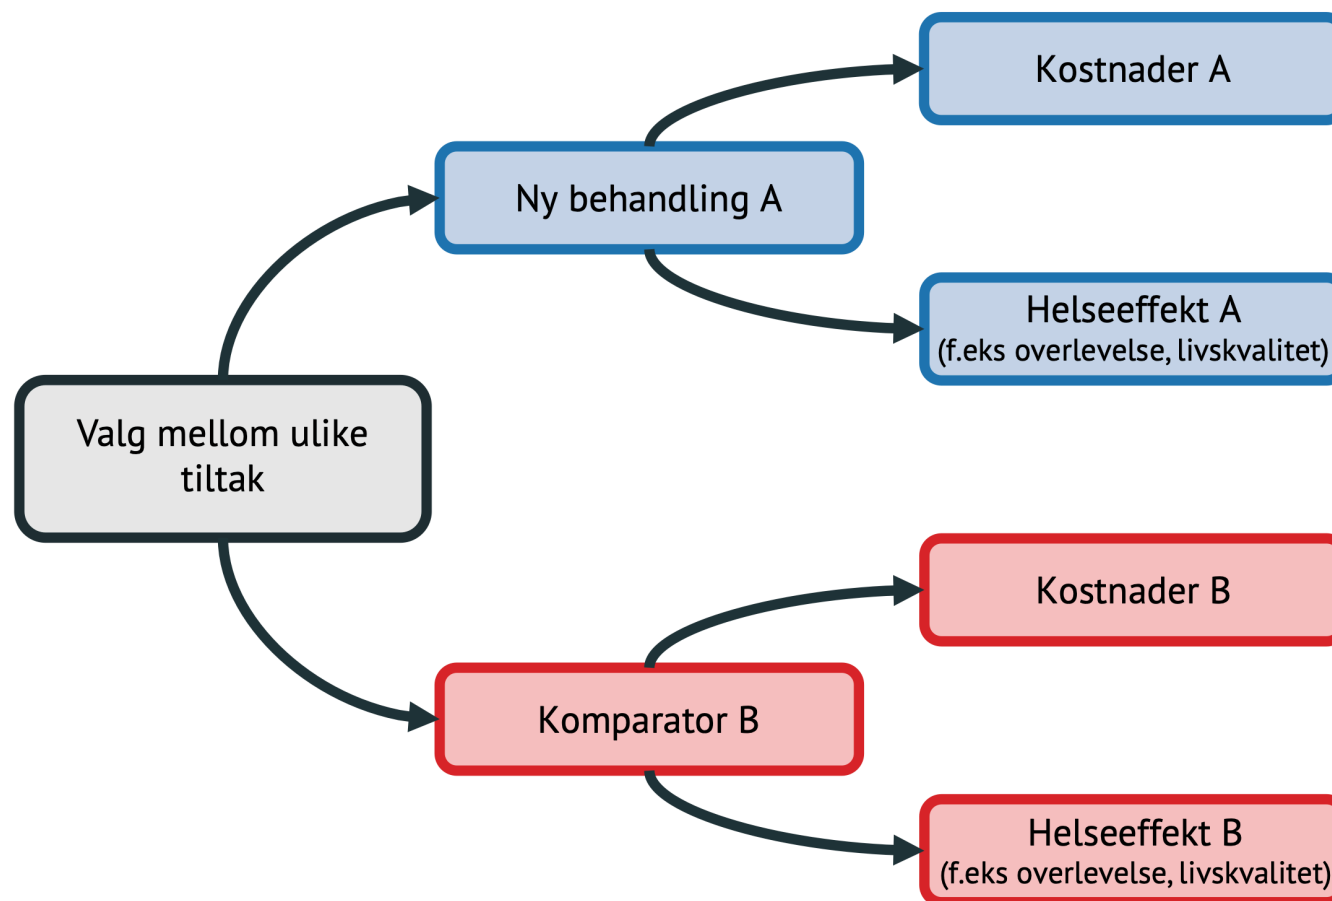 Kostnader A
Ny behandling A
Helseeffekt A
(f.eks overlevelse, livskvalitet)
Valg mellom ulike
tiltak
Kostnader B
Komparator B
Helseeffekt B
(f.eks overlevelse, livskvalitet)